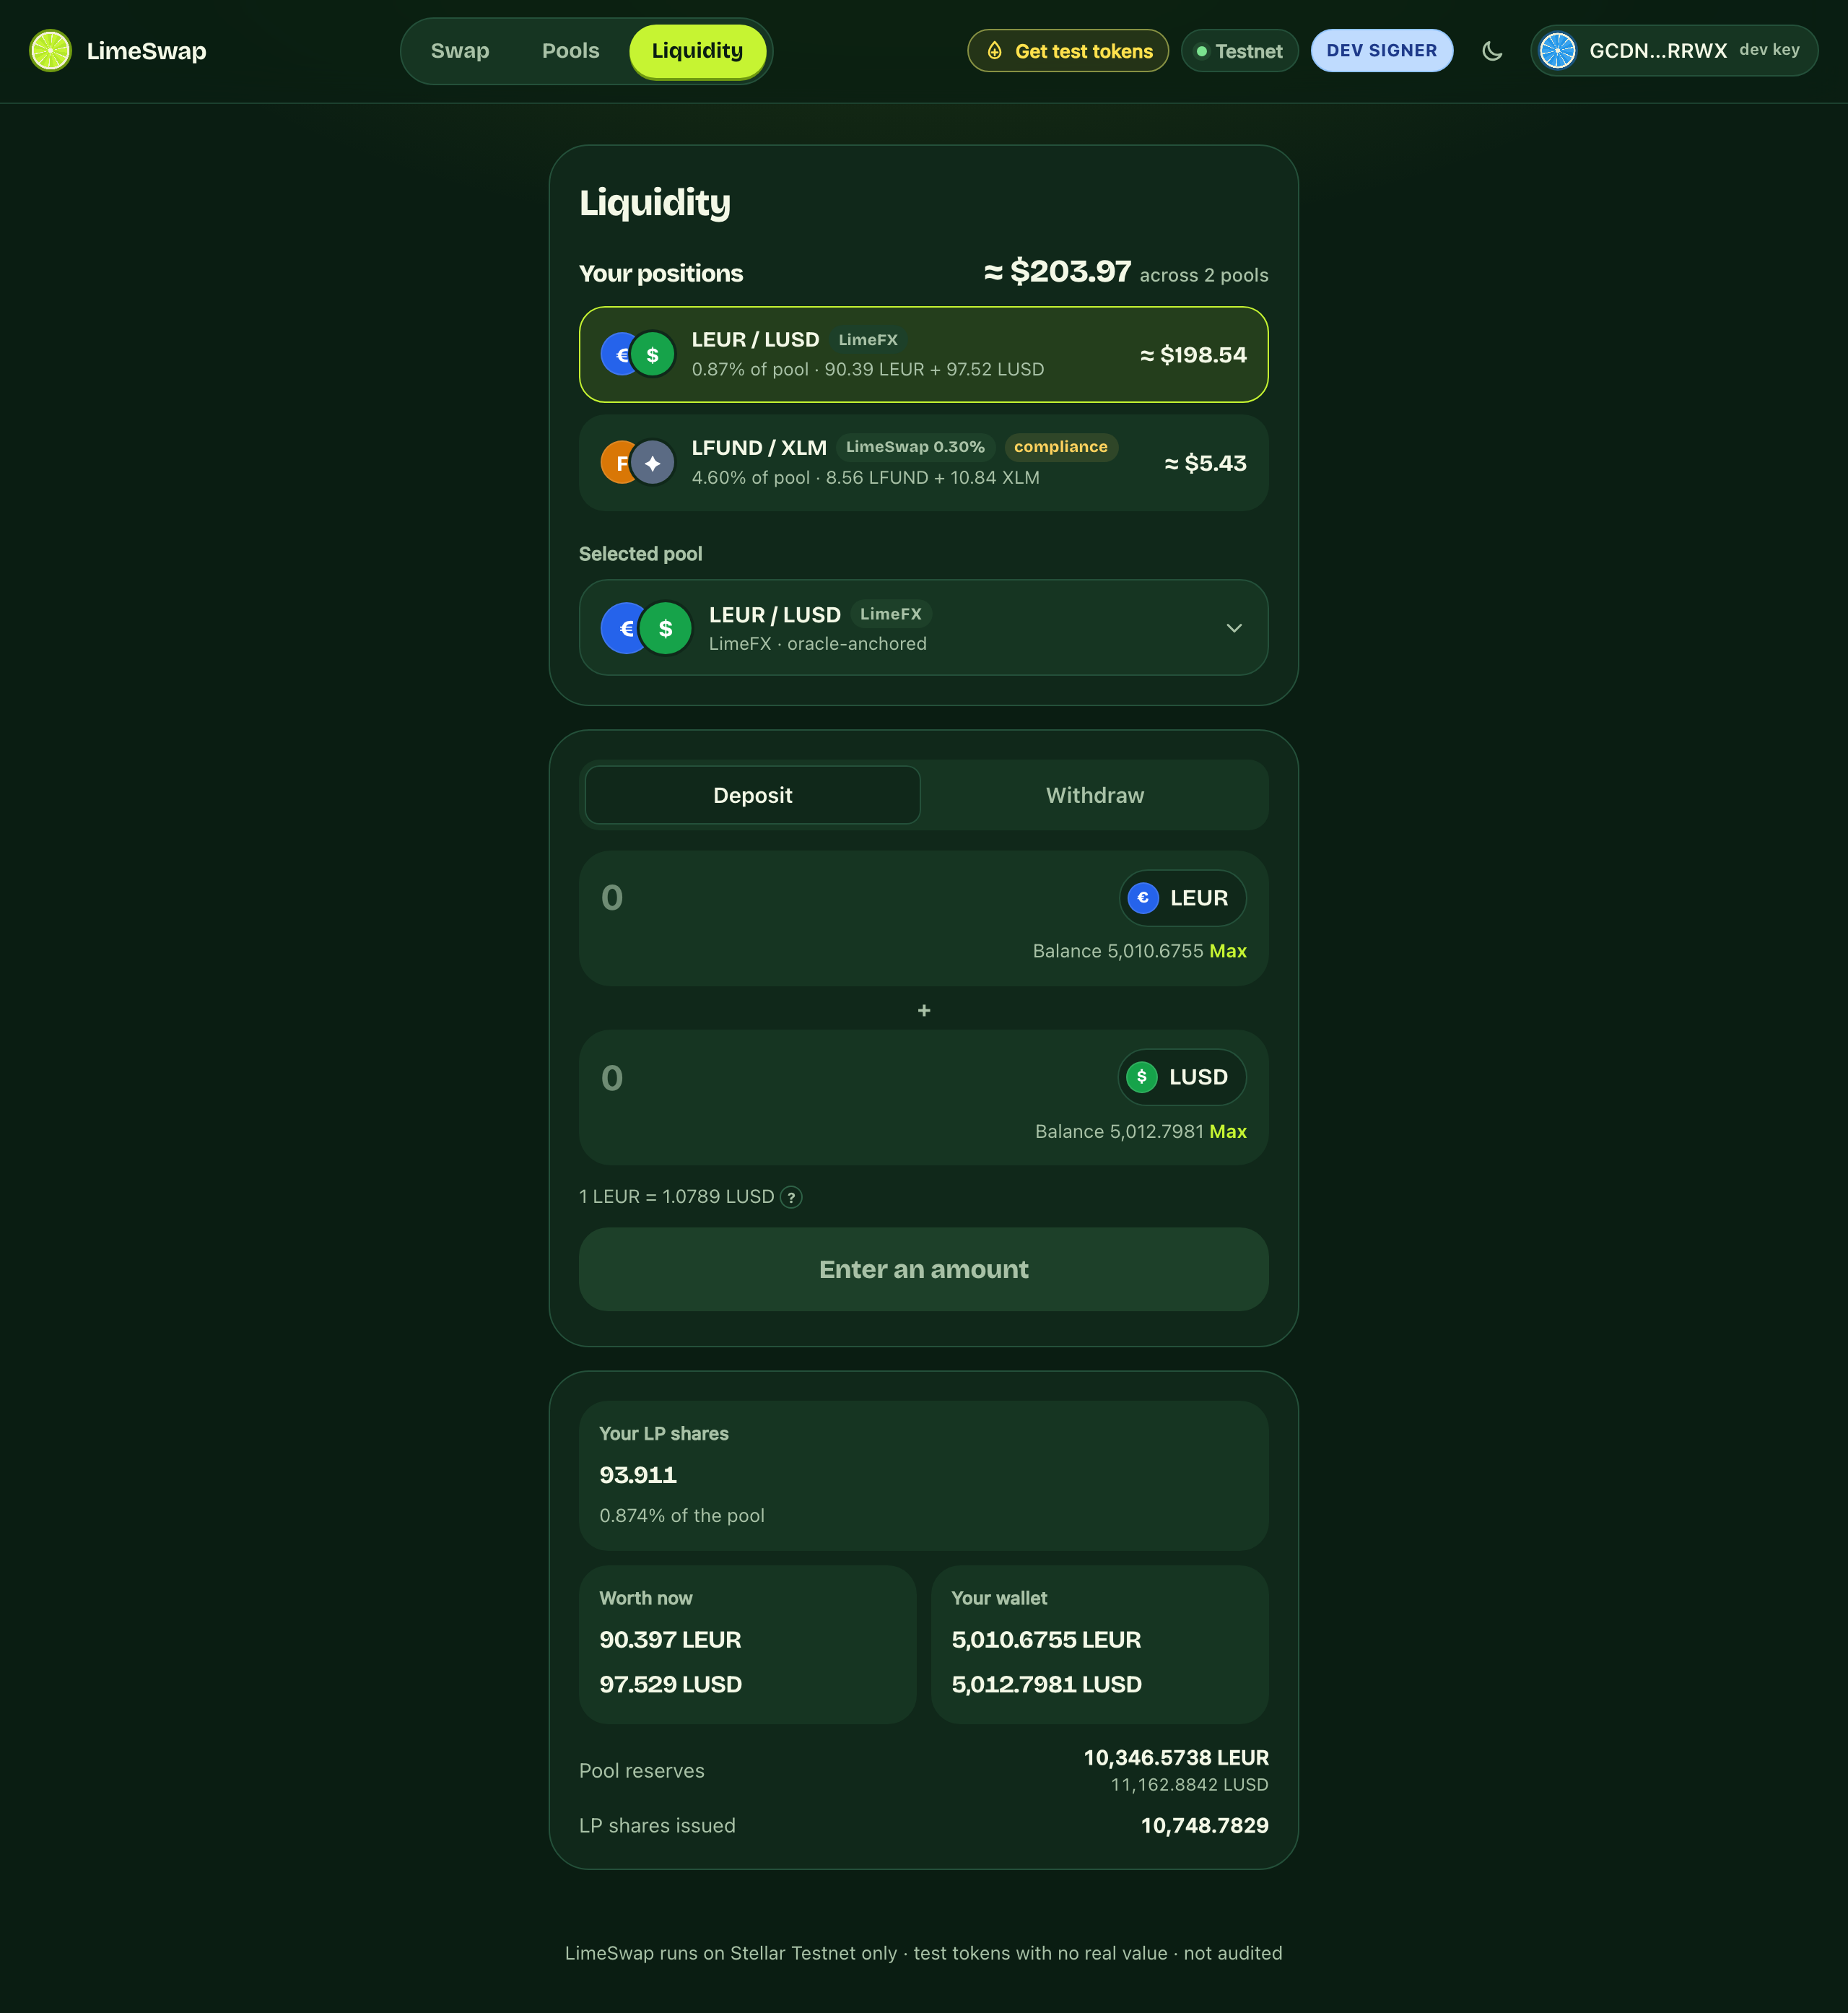 LimeSwap
Swap
Pools
Liquidity
Get test tokens
Testnet
DEV SIGNER
GCDN...RRWX dev key
Liquidity
Your positions
≈ $203.97 across 2 pools
€ $
LEUR / LUSD LimeFX
0.87% of pool · 90.39 LEUR + 97.52 LUSD
≈ $198.54
F
LFUND / XLM LimeSwap 0.30% compliance
4.60% of pool · 8.56 LFUND + 10.84 XLM
≈ $5.43
Selected pool
€ $
LEUR / LUSD LimeFX
LimeFX · oracle-anchored
Deposit
Withdraw
0
€ LEUR
Balance 5,010.6755 Max
+
0
$ LUSD
Balance 5,012.7981 Max
1 LEUR = 1.0789 LUSD ?
Enter an amount
Your LP shares
93.911
0.874% of the pool
Worth now
90.397 LEUR
97.529 LUSD
Your wallet
5,010.6755 LEUR
5,012.7981 LUSD
Pool reserves
10,346.5738 LEUR
11,162.8842 LUSD
LP shares issued
10,748.7829
LimeSwap runs on Stellar Testnet only · test tokens with no real value · not audited